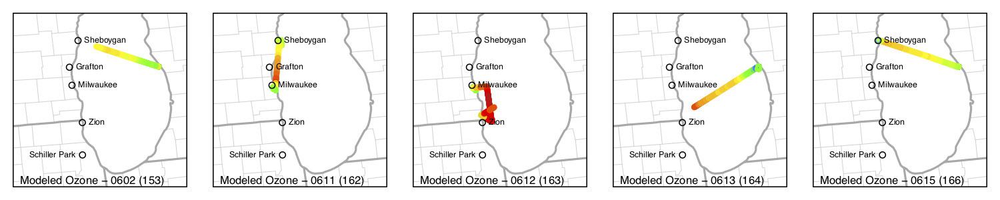 Sheboygan
Grafton
Milwaukee
Zion
Schiller Park
Modeled Ozone – 0602 (153)
Sheboygan
Grafton
Milwaukee
Zion
Schiller Park
Modeled Ozone – 0611 (162)
Sheboygan
Grafton
Milwaukee
Zion
Schiller Park
Modeled Ozone – 0612 (163)
Sheboygan
Grafton
Milwaukee
Zion
Schiller Park
Modeled Ozone – 0613 (164)
Sheboygan
Grafton
Milwaukee
Zion
Schiller Park
Modeled Ozone – 0615 (166)